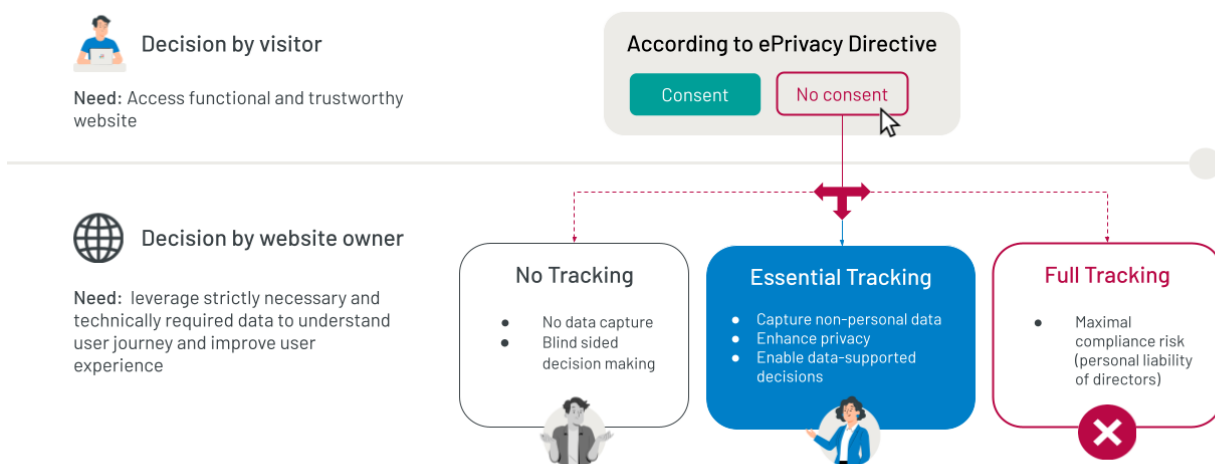 Decision by visitor
Need: Access functional and trustworthy
website
According to ePrivacy Directive
Consent
No consent
Decision by website owner
Need:  leverage strictly necessary and
technically required data to understand
user journey and improve user
experience
No Tracking
● No data capture
● Blind sided
decision making
Essential Tracking
● Capture non-personal data
● Enhance privacy
● Enable data-supported
decisions
Full Tracking
● Maximal
compliance risk
(personal liability
of directors)